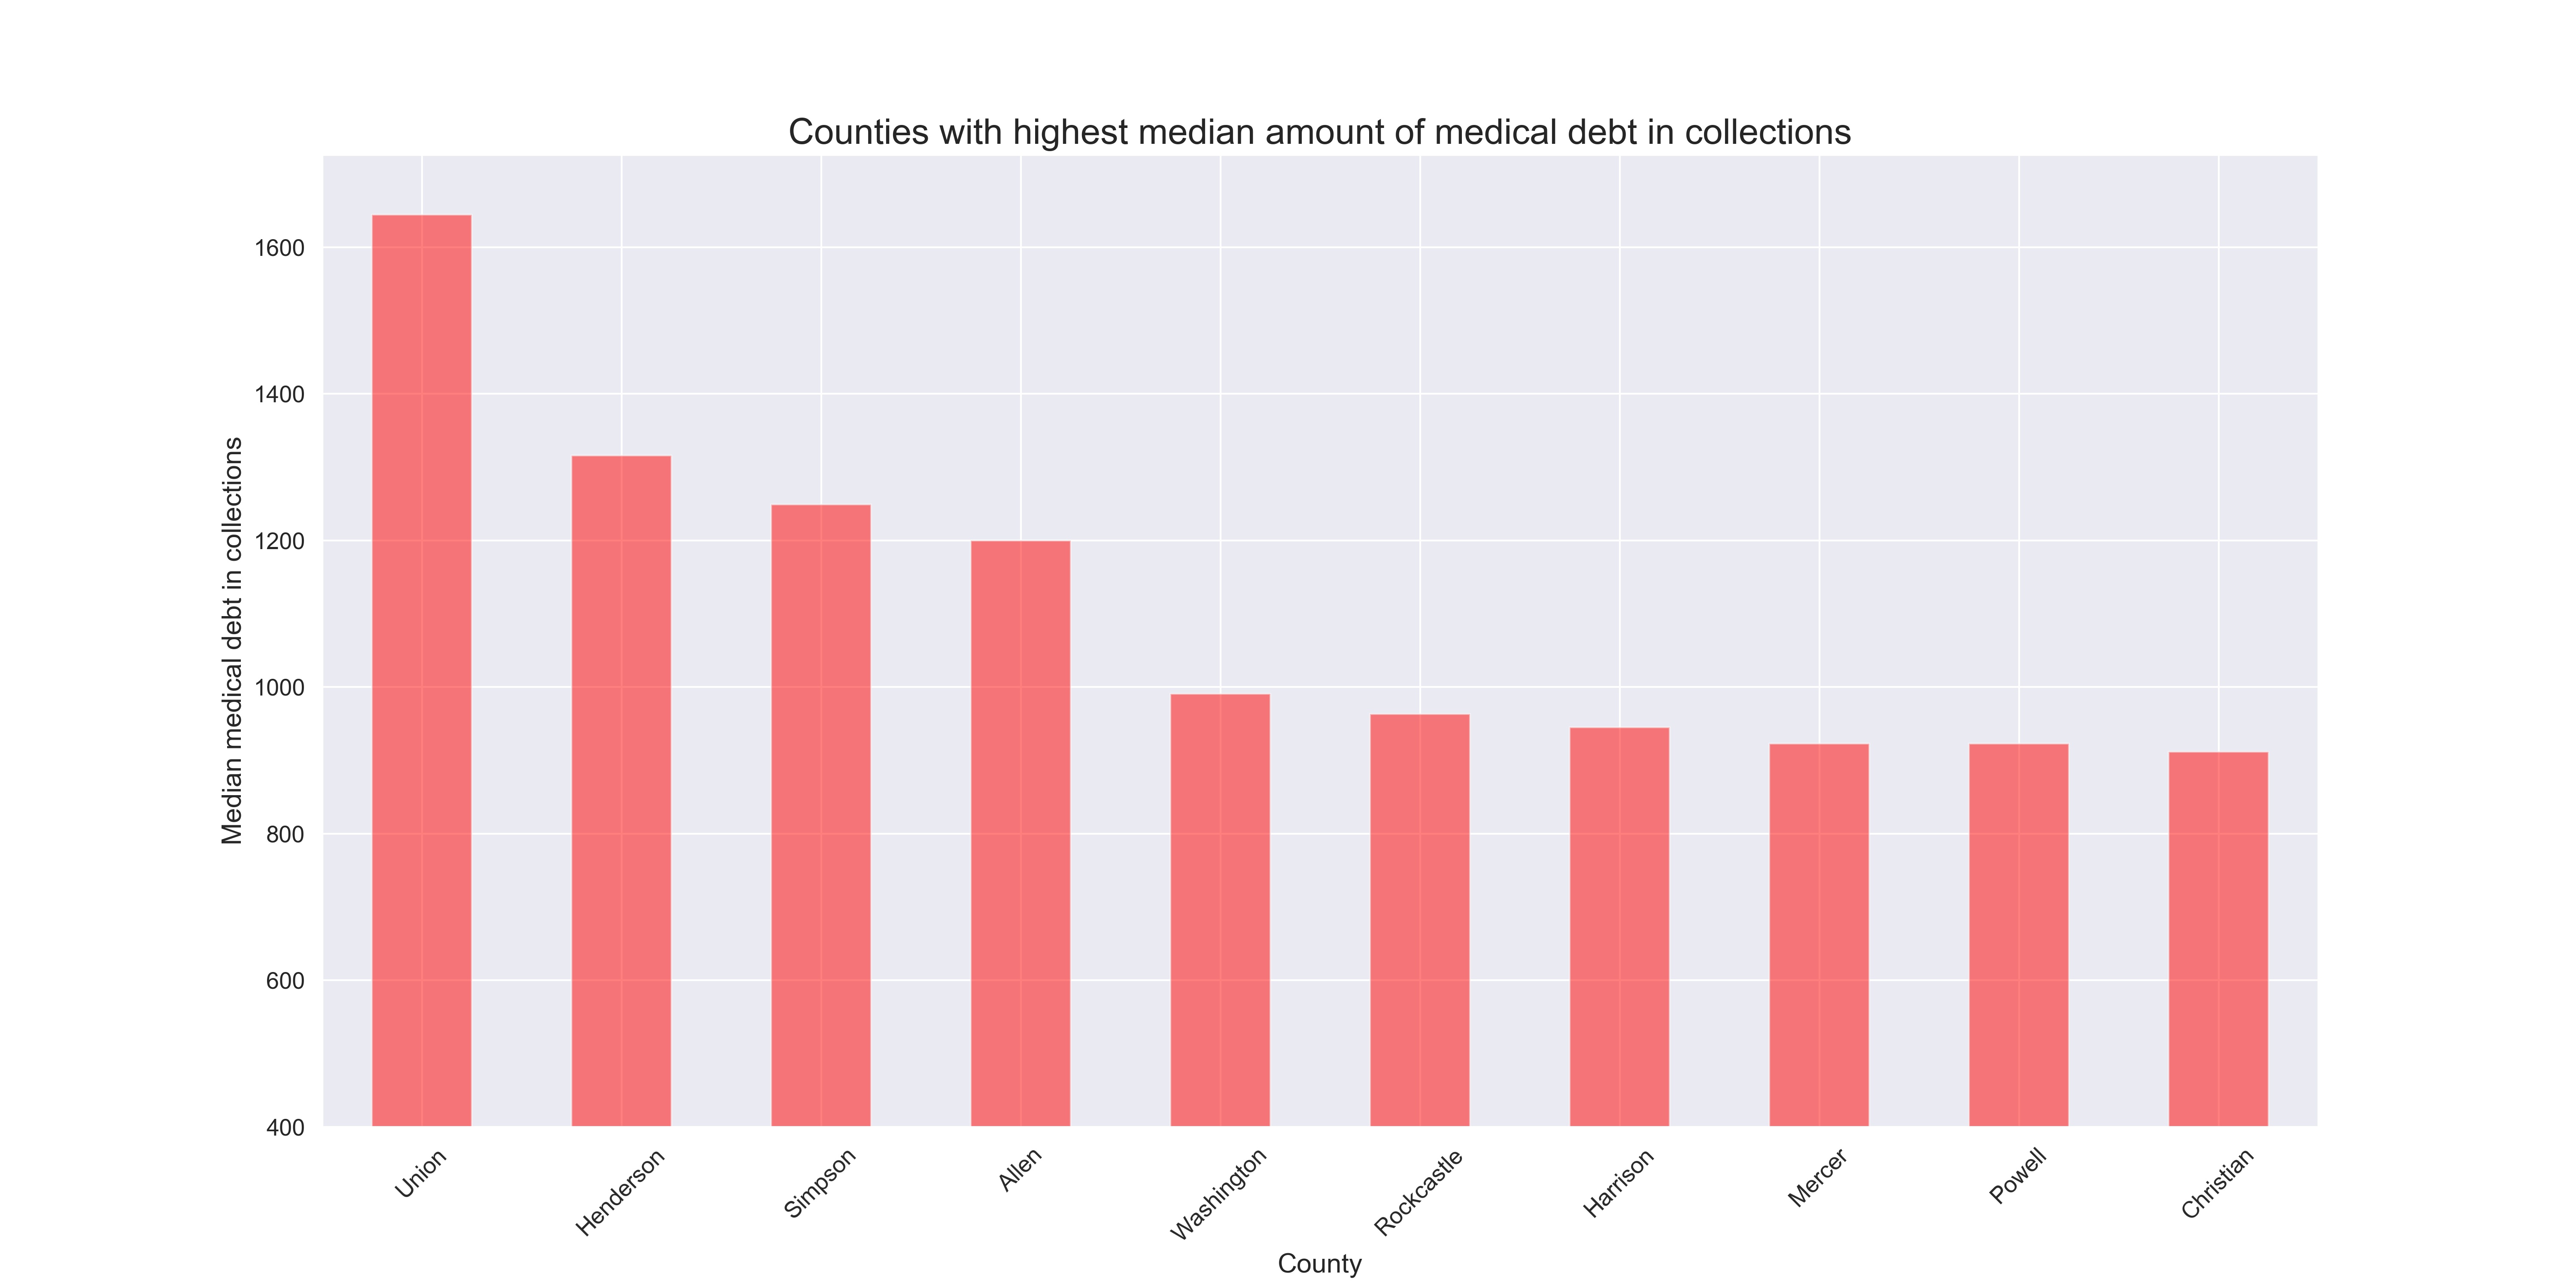 Counties with highest median amount of medical debt in collections
Median medical debt in collections
1600
1400
1200
1000
800
600
400
Union
Henderson
Simpson
Allen
Washington
Rockcastle
Harrison
Mercer
Powell
Christian
County